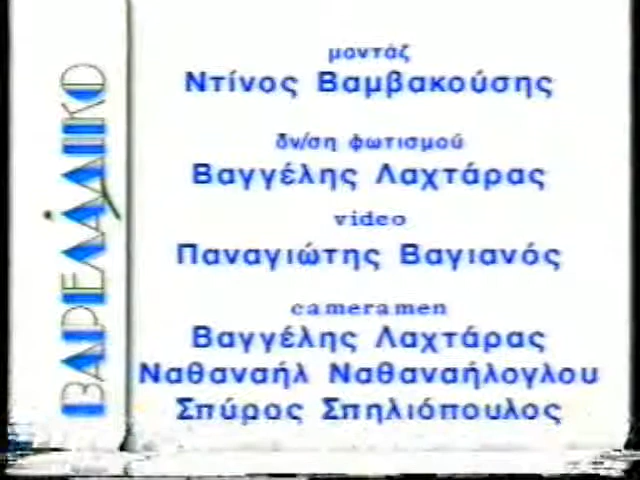 μοντάζ
Ντίνος Βαμβακούσης
δν/ση φωτισμού
Βαγγέλης Λαχτάρας
video
Παναγιώτης Βαγιανός
cameramen
Βαγγέλης Λαχτάρας
Ναθαναήλ Ναθαναήλογλου
Σπύρος Σπηλιόπουλος
ΒΑΡΕΛΑΔΙΚΟ